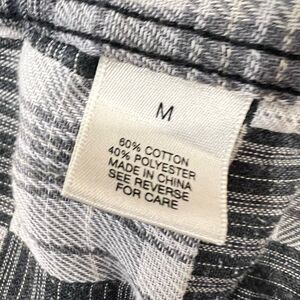 M
60% COTTON
40% POLYESTER
MADE IN CHINA
SEE REVERSE
FOR CARE